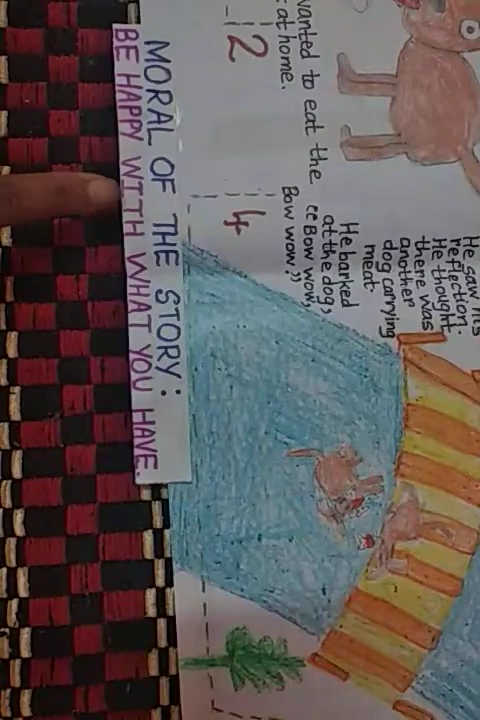 wanted to eat the
at home.
2
He saw his
reflection.
He thought
there was
another
dog carrying
ment.
He barked
at the dog,
"Bow wow,
Bow wow."
4
MORAL OF THE STORY:
BE HAPPY WITH WHAT YOU HAVE.